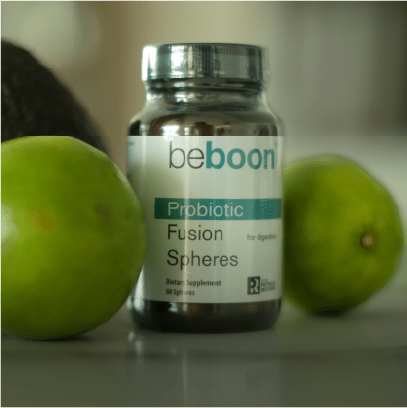 beboon
Probiotic
Fusion
for digestion
Spheres
Dietary Supplement
60 Spheres